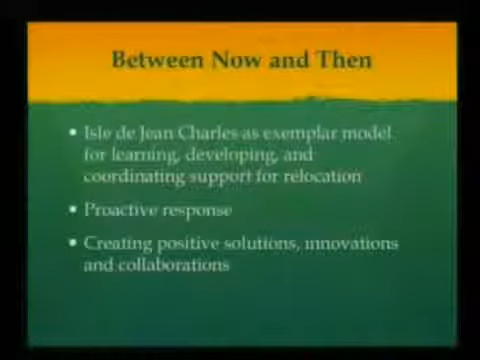 Between Now and Then
Isle de Jean Charles as exemplar model
for learning, developing, and
coordinating support for relocation
Proactive response
Creating positive solutions, innovations
and collaborations